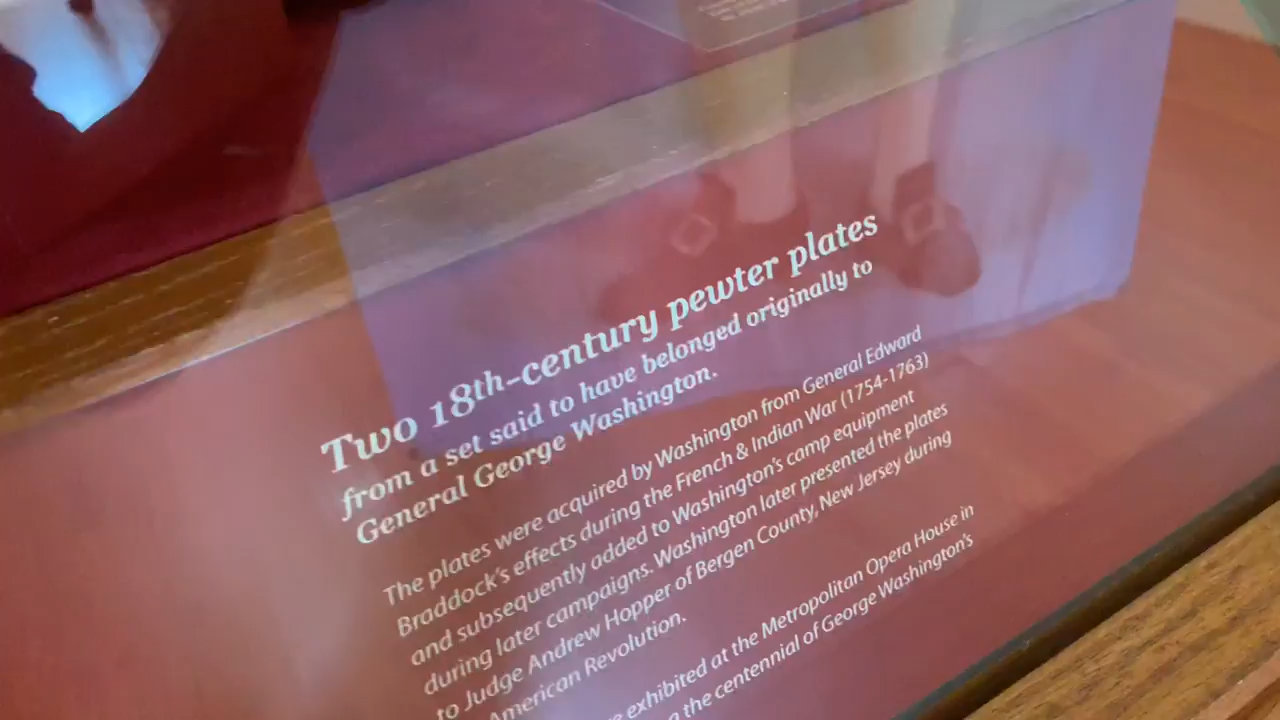 Two 18th-century pewter plates
from a set said to have belonged originally to
General George Washington.
The plates were acquired by Washington from General Edward
Braddock's effects during the French & Indian War (1754-1763)
and subsequently added to Washington's camp equipment
during later campaigns. Washington later presented the plates
to Judge Andrew Hopper of Bergen County, New Jersey during
American Revolution.
exhibited at the Metropolitan Opera House in
the centennial of George Washington's